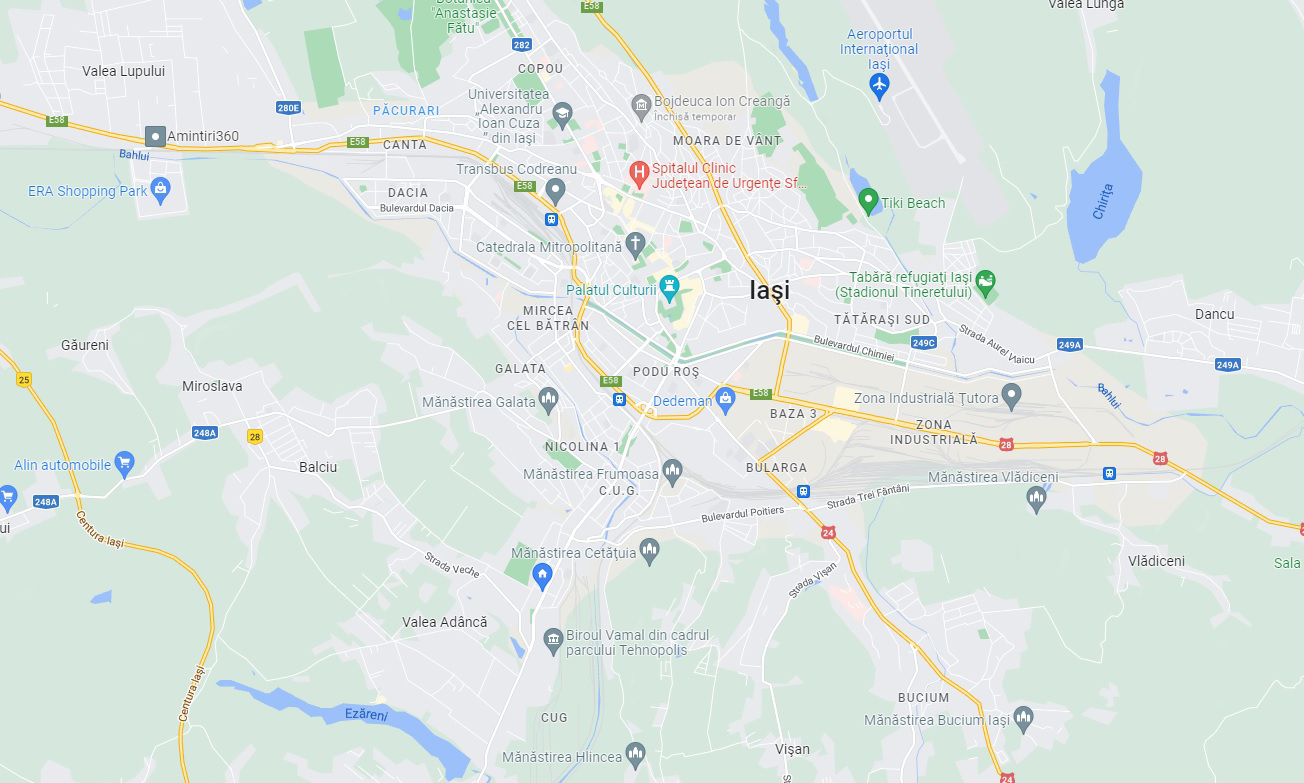 Botanică
"Anastasie
Fătu"
E58
Valea Lungă
282
Aeroportul
Internațional
Iași
Valea Lupului
COPOU
280E
PĂCURARI
Universitatea
„Alexandru
Ioan Cuza
” din Iași
Bojdeuca Ion Creangă
Închisă temporar
E58
Amintiri360
E58
CANTA
MOARA DE VÂNT
Bahlui
Transbus Codreanu
Spitalul Clinic
Județean de Urgențe Sf...
ERA Shopping Park
DACIA
E58
Bulevardul Dacia
Tiki Beach
Chirița
Catedrala Mitropolitană
Palatul Culturii
Iași
Tabără refugiați Iași
(Stadionul Tineretului)
MIRCEA
CEL BĂTRÂN
TĂTĂRAȘI SUD
Dancu
Găureni
Bulevardul Chimiei
249C
Strada Aurel Vlaicu
249A
249A
25
Miroslava
GALATA
PODU ROȘ
E58
E58
Bahlui
Mănăstirea Galata
Dedeman
Zona Industrială Țutora
BAZA 3
248A
28
ZONA
INDUSTRIALĂ
28
28
NICOLINA 1
Alin automobile
Balciu
Mănăstirea Frumoasa
C.U.G.
BULARGA
Mănăstirea Vlădiceni
248A
ui
Centura Iași
Bulevardul Poitiers
Strada Trei Fântâni
24
Mănăstirea Cetățuia
Strada Veche
Strada Vișan
Vlădiceni
Sala
Valea Adâncă
Biroul Vamal din cadrul
parcului Tehnopolis
Centura Iași
Ezăreni
CUG
BUCIUM
Mănăstirea Bucium Iași
Mănăstirea Hlincea
Vișan
24